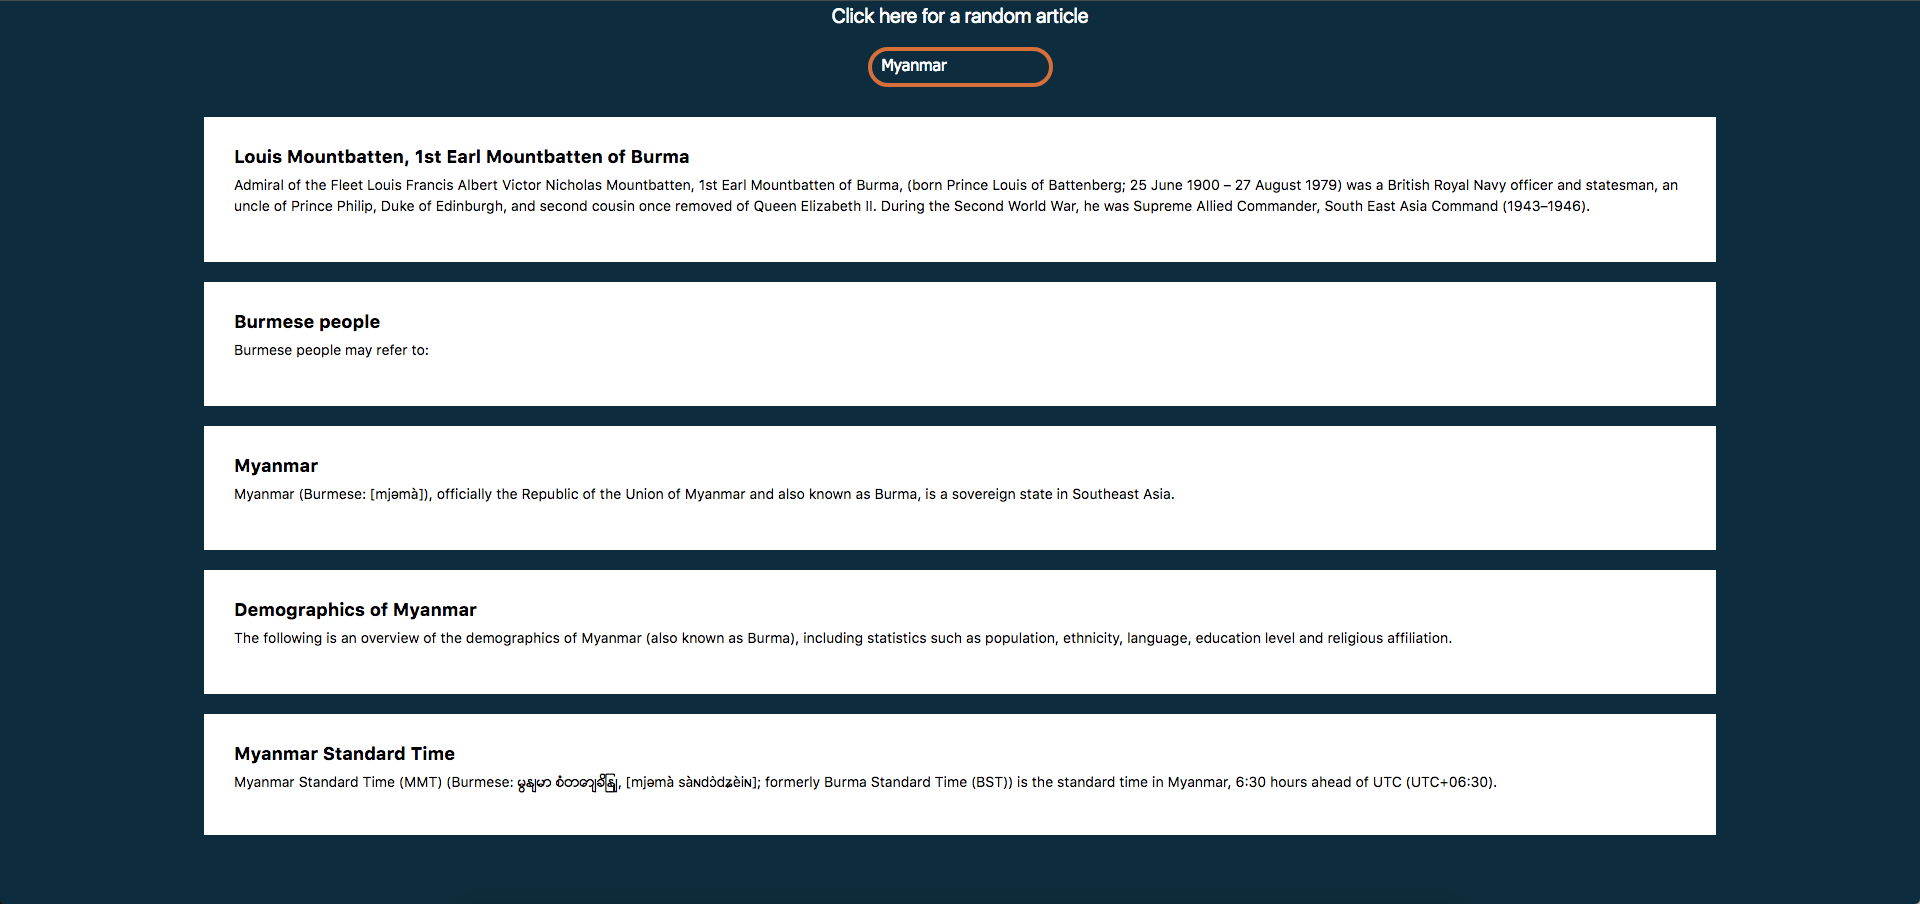 Click here for a random article
Myanmar
Louis Mountbatten, 1st Earl Mountbatten of Burma
Admiral of the Fleet Louis Francis Albert Victor Nicholas Mountbatten, 1st Earl Mountbatten of Burma, (born Prince Louis of Battenberg; 25 June 1900 – 27 August 1979) was a British Royal Navy officer and statesman, an
uncle of Prince Philip, Duke of Edinburgh, and second cousin once removed of Queen Elizabeth II. During the Second World War, he was Supreme Allied Commander, South East Asia Command (1943–1946).
Burmese people
Burmese people may refer to:
Myanmar
Myanmar (Burmese: [mjəmà]), officially the Republic of the Union of Myanmar and also known as Burma, is a sovereign state in Southeast Asia.
Demographics of Myanmar
The following is an overview of the demographics of Myanmar (also known as Burma), including statistics such as population, ethnicity, language, education level and religious affiliation.
Myanmar Standard Time
Myanmar Standard Time (MMT) (Burmese: [mjəmà sàɴdɔ̀dʑèiɴ]; formerly Burma Standard Time (BST)) is the standard time in Myanmar, 6:30 hours ahead of UTC (UTC+06:30).